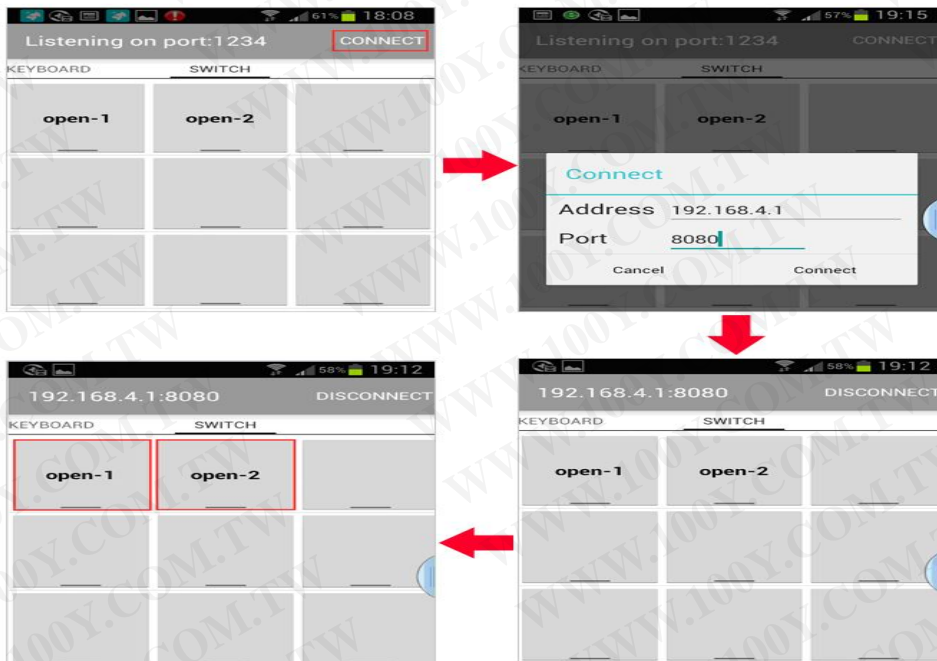 61% 18:08
Listening on port:1234 CONNECT
KEYBOARD SWITCH
open-1 open-2
57% 19:15
Listening on port:1234 CONNECT
KEYBOARD SWITCH
open-1 open-2
Connect
Address 192.168.4.1
Port 8080
Cancel Connect
58% 19:12
192.168.4.1:8080 DISCONNECT
KEYBOARD SWITCH
open-1 open-2
58% 19:12
192.168.4.1:8080 DISCONNECT
KEYBOARD SWITCH
open-1 open-2
WWW.100Y.COM.TW